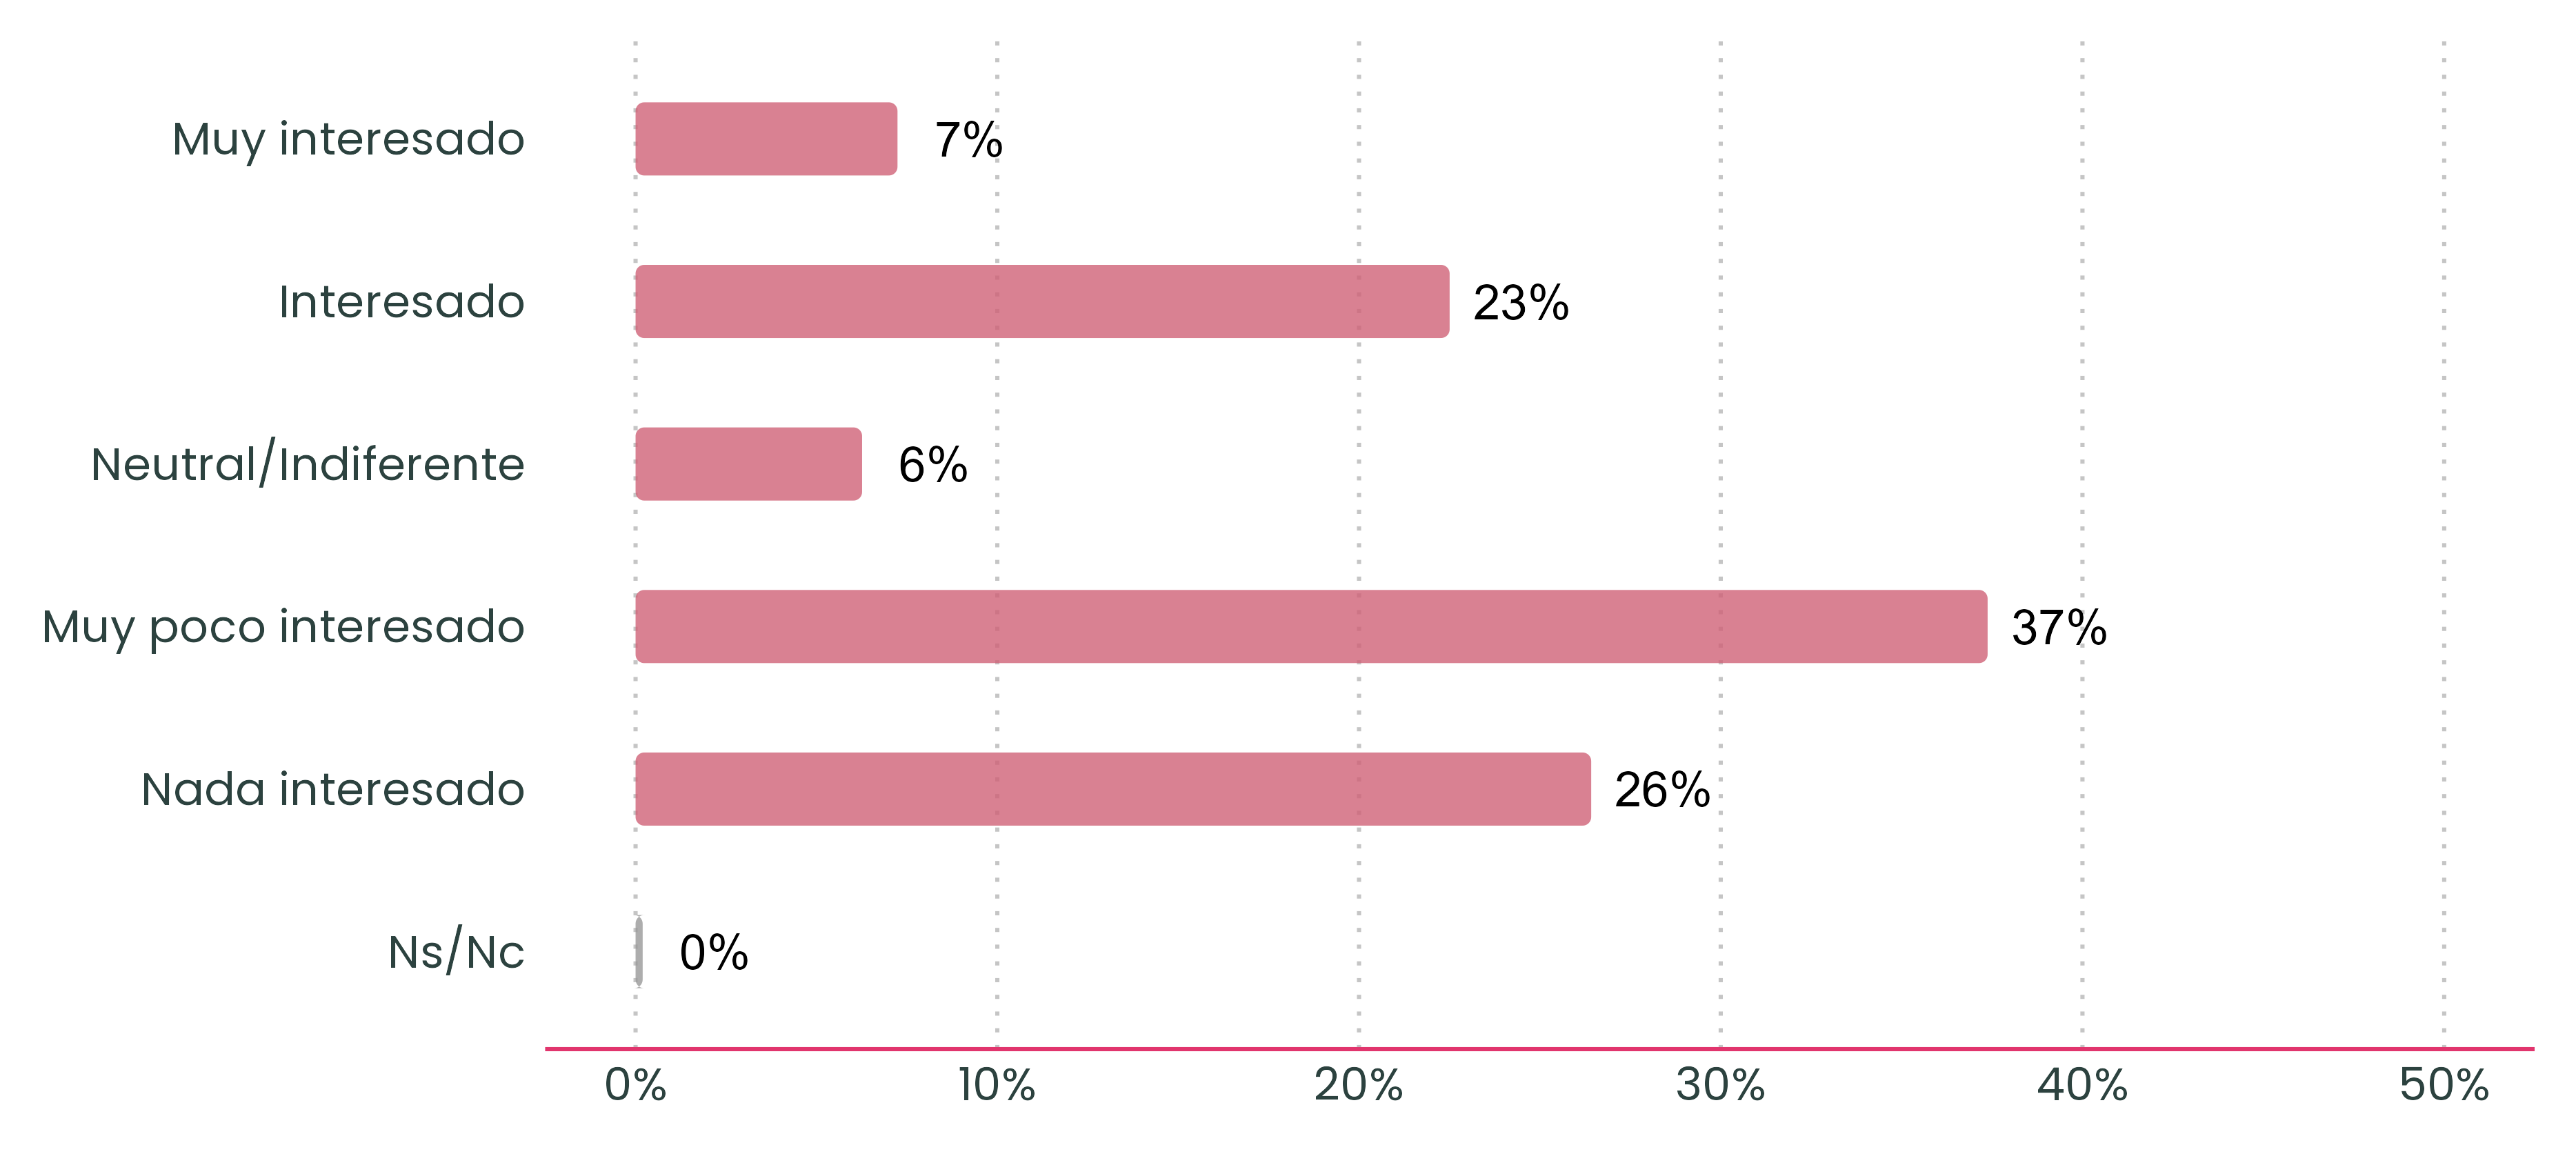 Muy interesado 7%
Interesado 23%
Neutral/Indiferente 6%
Muy poco interesado 37%
Nada interesado 26%
Ns/Nc 0%
0% 10% 20% 30% 40% 50%